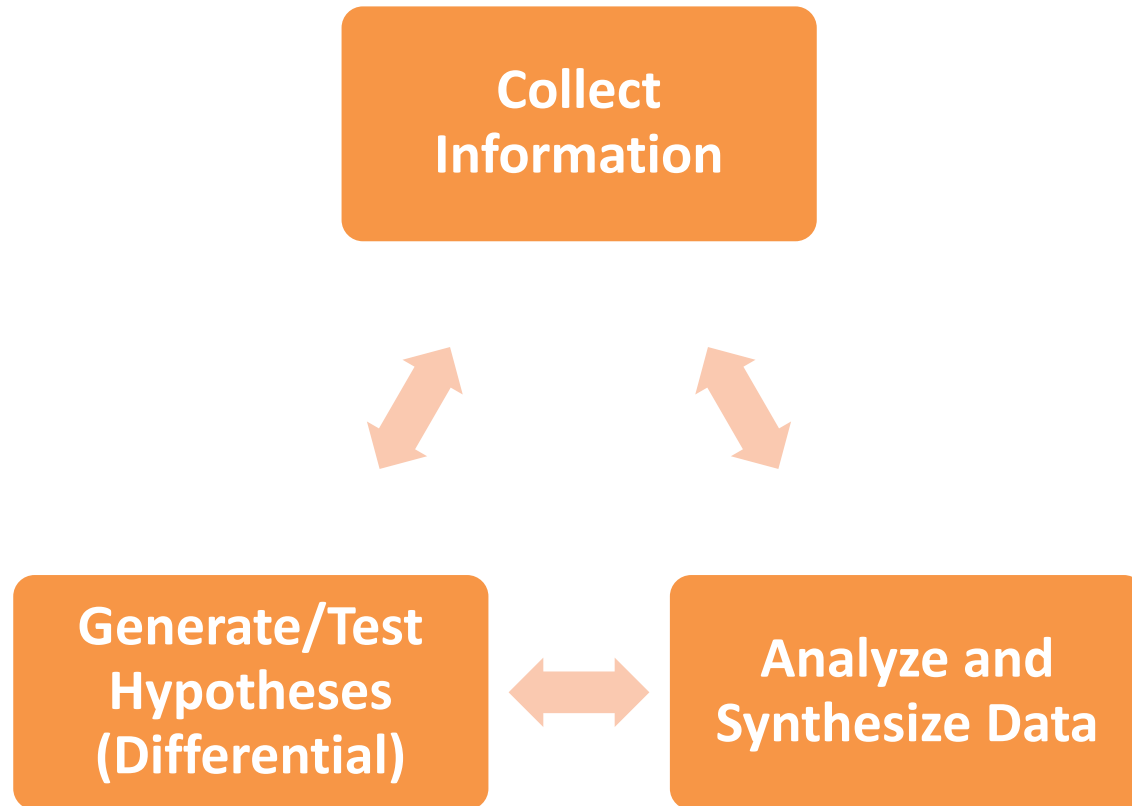 Collect
Information
Generate/Test
Hypotheses
(Differential)
Analyze and
Synthesize Data